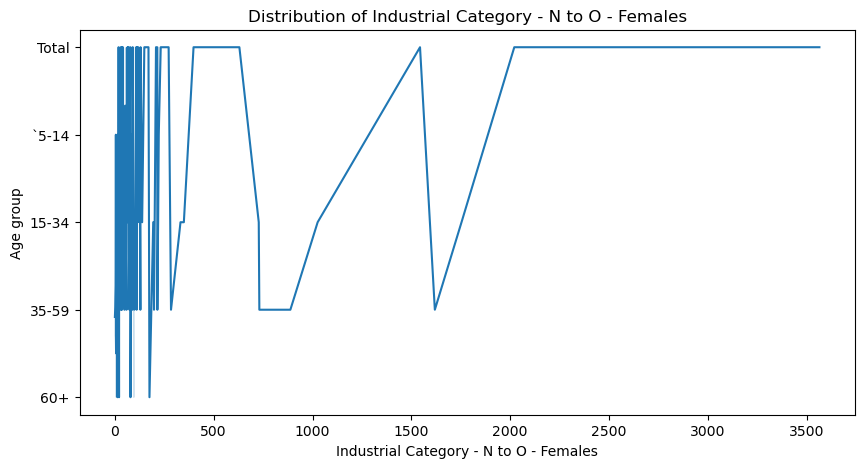 Distribution of Industrial Category - N to O - Females
Total
`5-14
15-34
35-59
60+
Age group
0 500 1000 1500 2000 2500 3000 3500
Industrial Category - N to O - Females